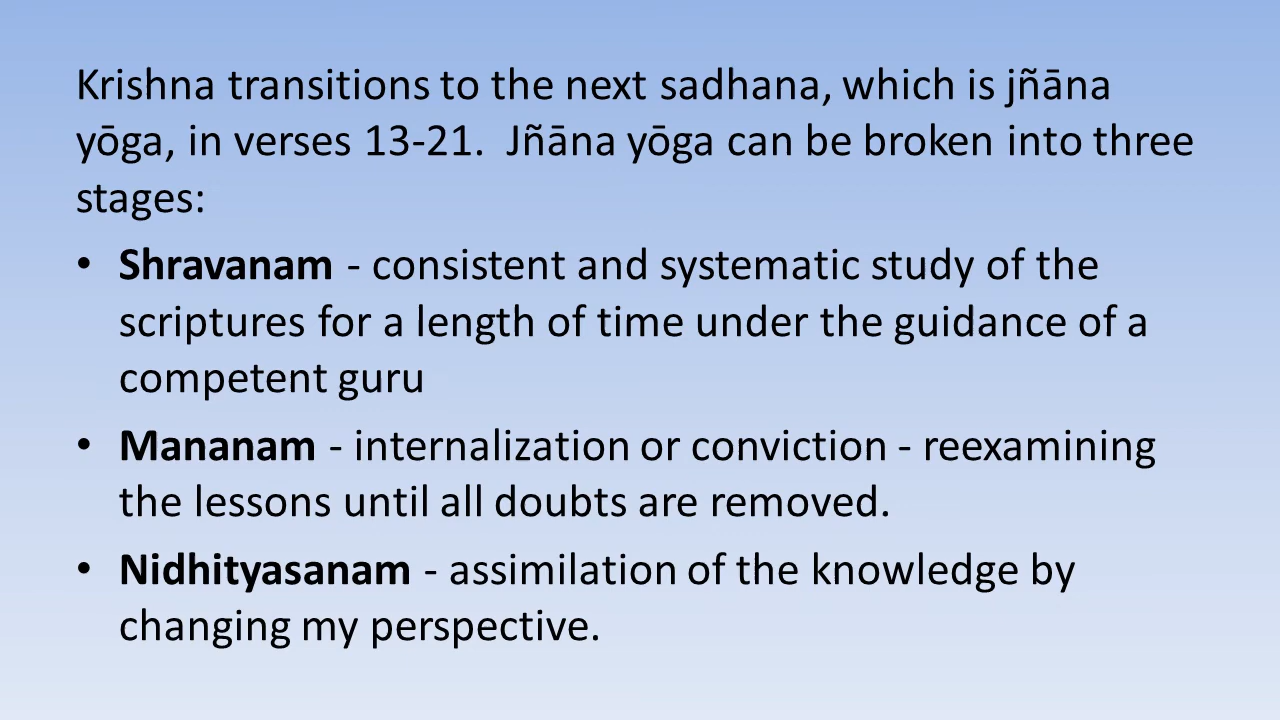 Krishna transitions to the next sadhana, which is jñāna
yōga, in verses 13-21.  Jñāna yōga can be broken into three
stages:
• Shravanam - consistent and systematic study of the
scriptures for a length of time under the guidance of a
competent guru
• Mananam - internalization or conviction - reexamining
the lessons until all doubts are removed.
• Nidhityasanam - assimilation of the knowledge by
changing my perspective.